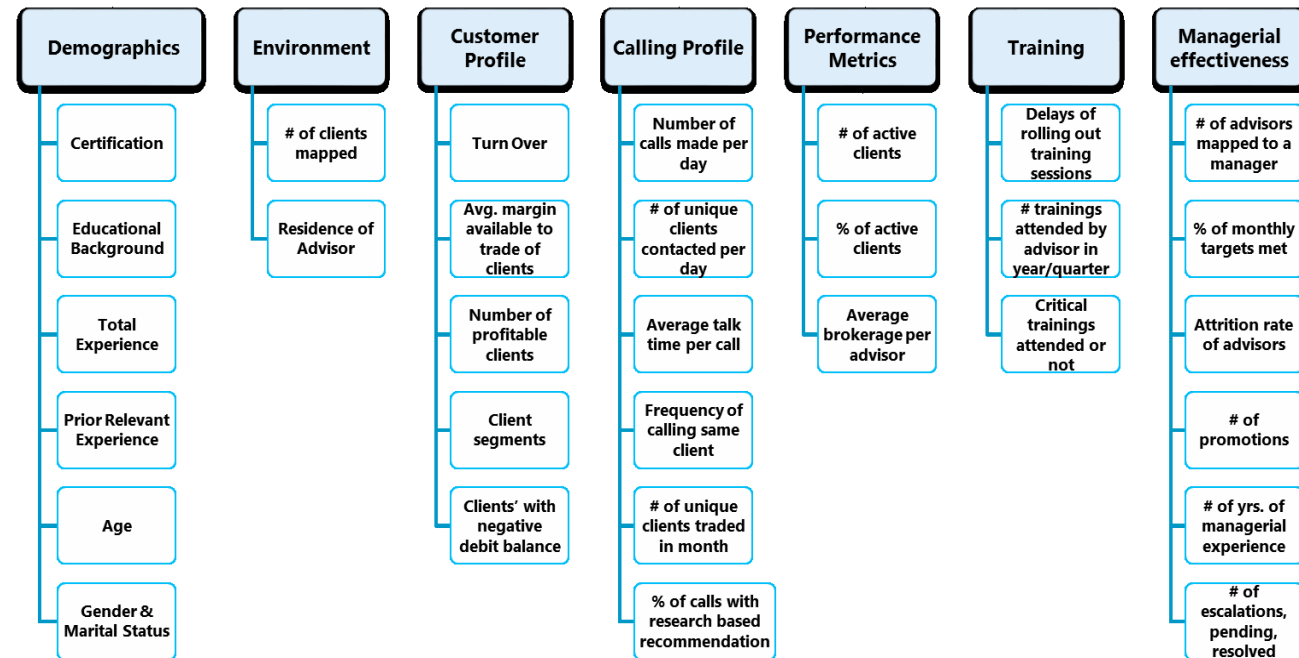 Demographics
Certification
Educational
Background
Total
Experience
Prior Relevant
Experience
Age
Gender &
Marital Status
Environment
# of clients
mapped
Residence of
Advisor
Customer
Profile
Turn Over
Avg. margin
available to
trade of
clients
Number of
profitable
clients
Client
segments
Clients’ with
negative
debit balance
Calling Profile
Number of
calls made per
day
# of unique
clients
contacted per
day
Average talk
time per call
Frequency of
calling same
client
# of unique
clients traded
in month
% of calls with
research based
recommendation
Performance
Metrics
# of active
clients
% of active
clients
Average
brokerage per
advisor
Training
Delays of
rolling out
training
sessions
# trainings
attended by
advisor in
year/quarter
Critical
trainings
attended or
not
Managerial
effectiveness
# of advisors
mapped to a
manager
% of monthly
targets met
Attrition rate
of advisors
# of
promotions
# of yrs. of
managerial
experience
# of
escalations,
pending,
resolved